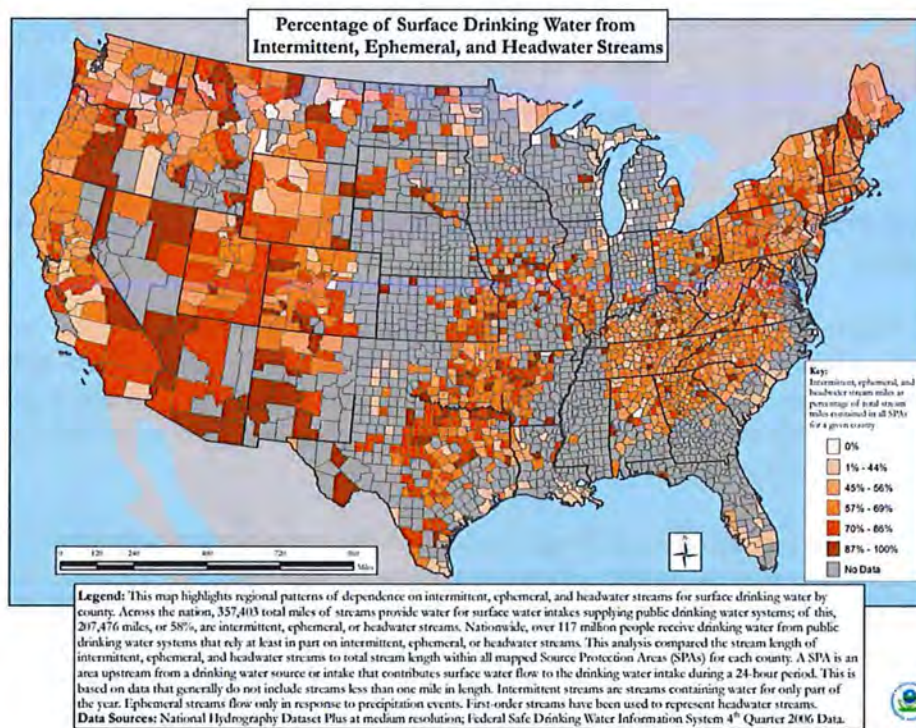 Percentage of Surface Drinking Water from
Intermittent, Ephemeral, and Headwater Streams
Key:
Intermittent, ephemeral, and
headwater stream miles as
percentage of total stream
miles contained in all SPAs
for a given county
0%
1% - 44%
45% - 56%
57% - 69%
70% - 86%
87% - 100%
No Data
N
0 120 240 480 720 960
Miles
Legend: This map highlights regional patterns of dependence on intermittent, ephemeral, and headwater streams for surface drinking water by
county. Across the nation, 357,403 total miles of streams provide water for surface water intakes supplying public drinking water systems; of this,
207,476 miles, or 58%, are intermittent, ephemeral, or headwater streams. Nationwide, over 117 million people receive drinking water from public
drinking water systems that rely at least in part on intermittent, ephemeral, or headwater streams. This analysis compared the stream length of
intermittent, ephemeral, and headwater streams to total stream length within all mapped Source Protection Areas (SPAs) for each county. A SPA is an
area upstream from a drinking water source or intake that contributes surface water flow to the drinking water intake during a 24-hour period. This is
based on data that generally do not include streams less than one mile in length. Intermittent streams are streams containing water for only part of
the year. Ephemeral streams flow only in response to precipitation events. First-order streams have been used to represent headwater streams.
Data Sources: National Hydrography Dataset Plus at medium resolution; Federal Safe Drinking Water Information System 4th Quarter 2006 Data.